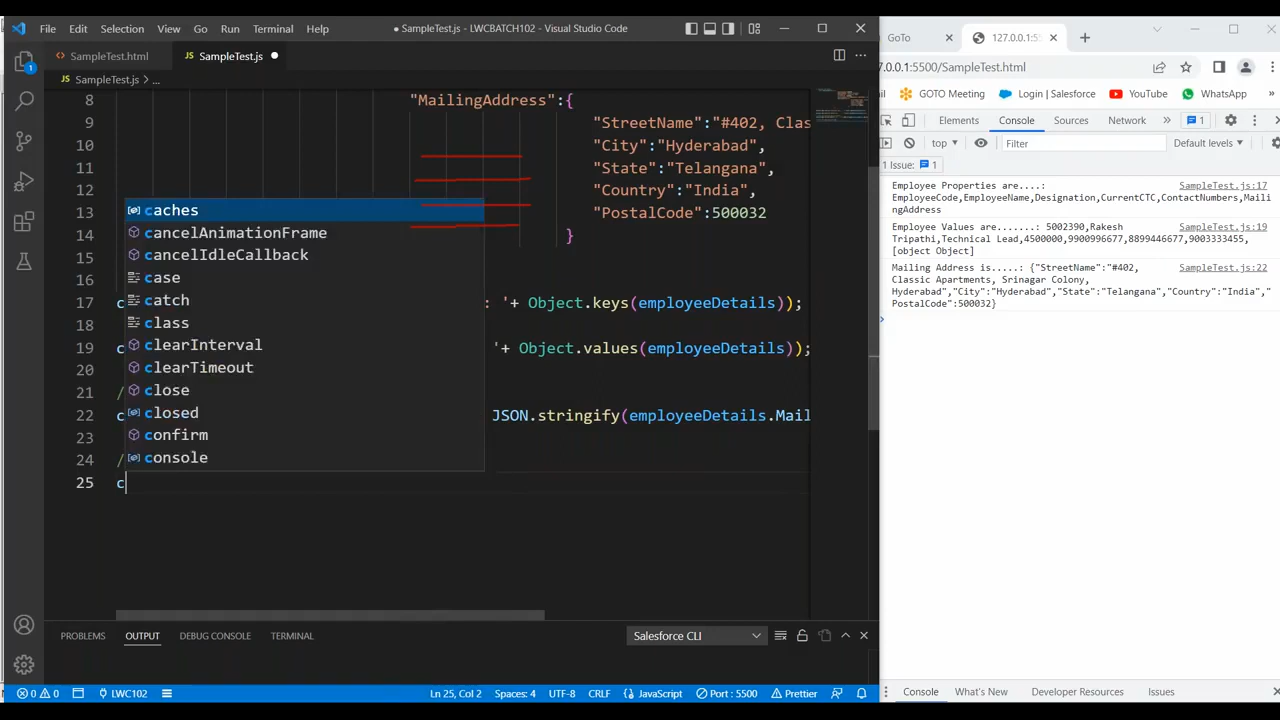 File Edit Selection View Go Run Terminal Help
● SampleTest.js - LWCBATCH102 - Visual Studio Code
SampleTest.html
JS SampleTest.js
JS SampleTest.js > ...
8 "MailingAddress":{
9 "StreetName":"#402, Clas
10 "City":"Hyderabad",
11 "State":"Telangana",
12 "Country":"India",
13 "PostalCode":500032
14 }
15
16
17 c : '+ Object.keys(employeeDetails));
18
19 c '+ Object.values(employeeDetails));
20
21 /
22 c JSON.stringify(employeeDetails.Mail
23
24 /
25 c
caches
cancelAnimationFrame
cancelIdleCallback
case
catch
class
clearInterval
clearTimeout
close
closed
confirm
console
1
PROBLEMS OUTPUT DEBUG CONSOLE TERMINAL
Salesforce CLI
0 0 LWC102
Ln 25, Col 2 Spaces: 4 UTF-8 CRLF {} JavaScript Port : 5500 Prettier
GoTo
127.0.0.1:55
7.0.0.1:5500/SampleTest.html
GOTO Meeting Login | Salesforce YouTube WhatsApp
Elements Console Sources Network 1
top Filter Default levels
1 Issue: 1
Employee Properties are....: SampleTest.js:17
EmployeeCode,EmployeeName,Designation,CurrentCTC,ContactNumbers,Maili
ngAddress
Employee Values are.......: 5002390,Rakesh SampleTest.js:19
Tripathi,Technical Lead,4500000,9900996677,8899446677,9003333455,
[object Object]
Mailing Address is.....: {"StreetName":"#402, SampleTest.js:22
Classic Apartments, Srinagar Colony,
Hyderabad","City":"Hyderabad","State":"Telangana","Country":"India","
PostalCode":500032}
Console What's New Developer Resources Issues